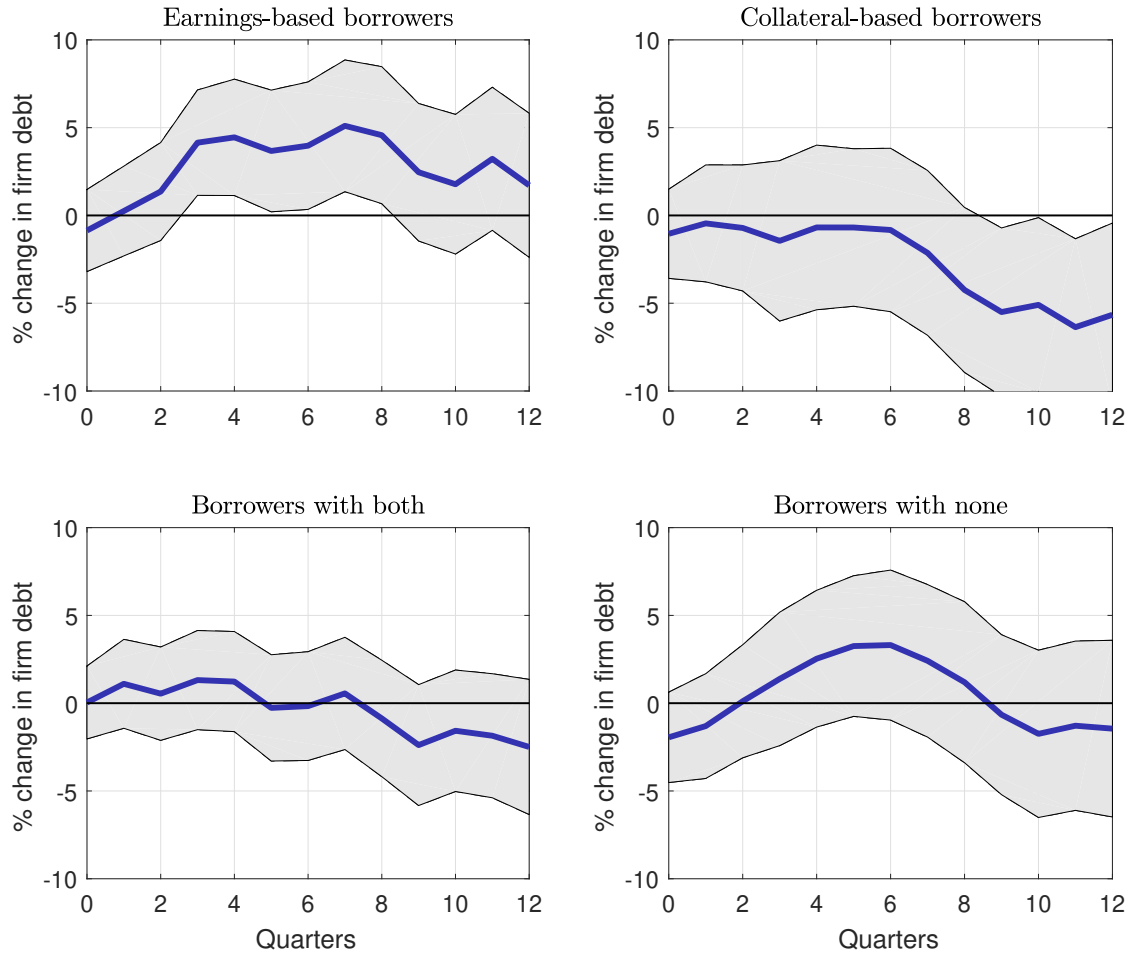 Earnings-based borrowers
% change in firm debt
10
5
0
-5
-10
0 2 4 6 8 10 12
Collateral-based borrowers
% change in firm debt
10
5
0
-5
-10
0 2 4 6 8 10 12
Borrowers with both
% change in firm debt
10
5
0
-5
-10
0 2 4 6 8 10 12
Quarters
Borrowers with none
% change in firm debt
10
5
0
-5
-10
0 2 4 6 8 10 12
Quarters